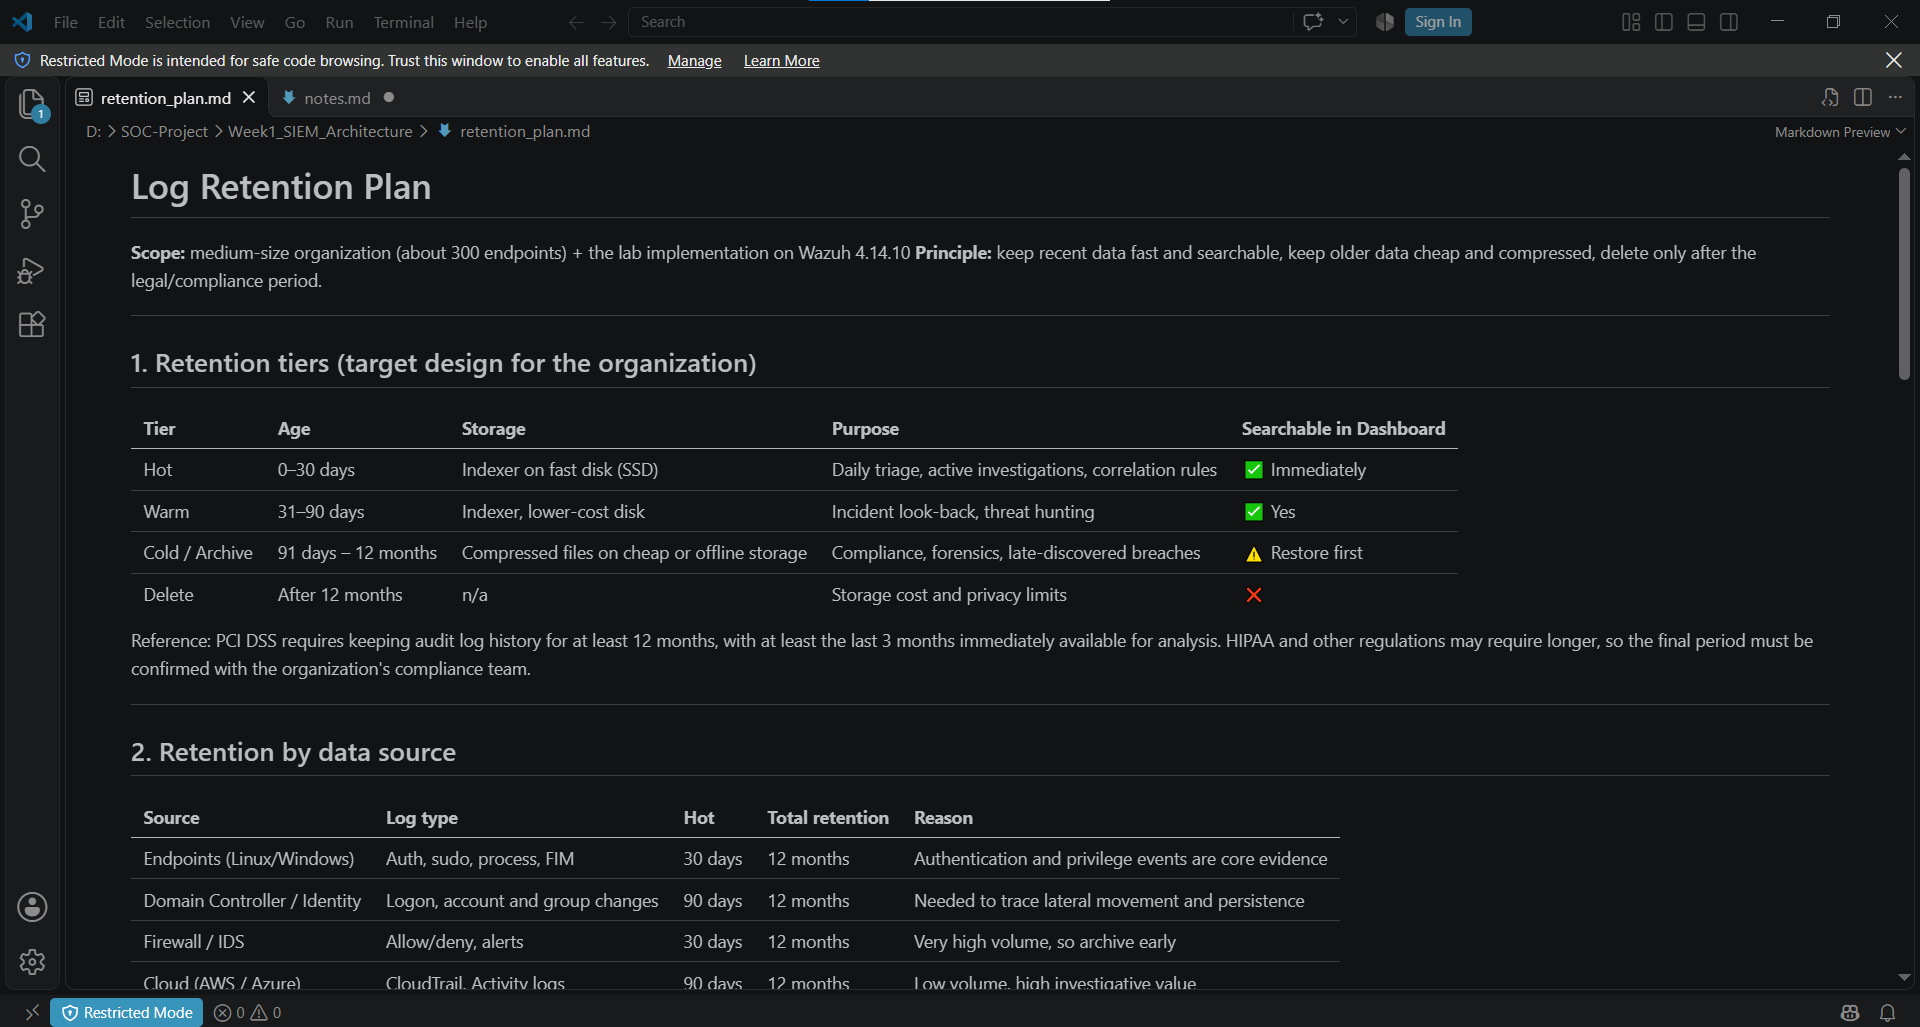 File Edit Selection View Go Run Terminal Help Search Sign In
Restricted Mode is intended for safe code browsing. Trust this window to enable all features. Manage Learn More
1 retention_plan.md notes.md
D: > SOC-Project > Week1_SIEM_Architecture > retention_plan.md Markdown Preview
Log Retention Plan
Scope: medium-size organization (about 300 endpoints) + the lab implementation on Wazuh 4.14.10 Principle: keep recent data fast and searchable, keep older data cheap and compressed, delete only after the
legal/compliance period.
1. Retention tiers (target design for the organization)
Tier Age Storage Purpose Searchable in Dashboard
Hot 0–30 days Indexer on fast disk (SSD) Daily triage, active investigations, correlation rules ✅ Immediately
Warm 31–90 days Indexer, lower-cost disk Incident look-back, threat hunting ✅ Yes
Cold / Archive 91 days – 12 months Compressed files on cheap or offline storage Compliance, forensics, late-discovered breaches ⚠️ Restore first
Delete After 12 months n/a Storage cost and privacy limits ❌
Reference: PCI DSS requires keeping audit log history for at least 12 months, with at least the last 3 months immediately available for analysis. HIPAA and other regulations may require longer, so the final period must be
confirmed with the organization's compliance team.
2. Retention by data source
Source Log type Hot Total retention Reason
Endpoints (Linux/Windows) Auth, sudo, process, FIM 30 days 12 months Authentication and privilege events are core evidence
Domain Controller / Identity Logon, account and group changes 90 days 12 months Needed to trace lateral movement and persistence
Firewall / IDS Allow/deny, alerts 30 days 12 months Very high volume, so archive early
Cloud (AWS / Azure) CloudTrail, Activity logs 90 days 12 months Low volume, high investigative value
Restricted Mode 0 0